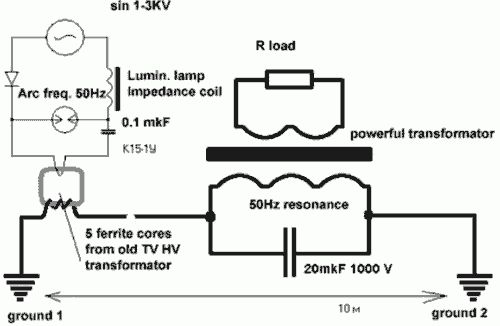 sin 1-3KV
R load
Lumin. lamp
Impedance coil
Arc freq. 50Hz
0.1 mkF
K15-1У
powerful transformator
50Hz resonance
5 ferrite cores
from old TV HV
transformator
20mkF 1000 V
ground 1
10м
ground 2